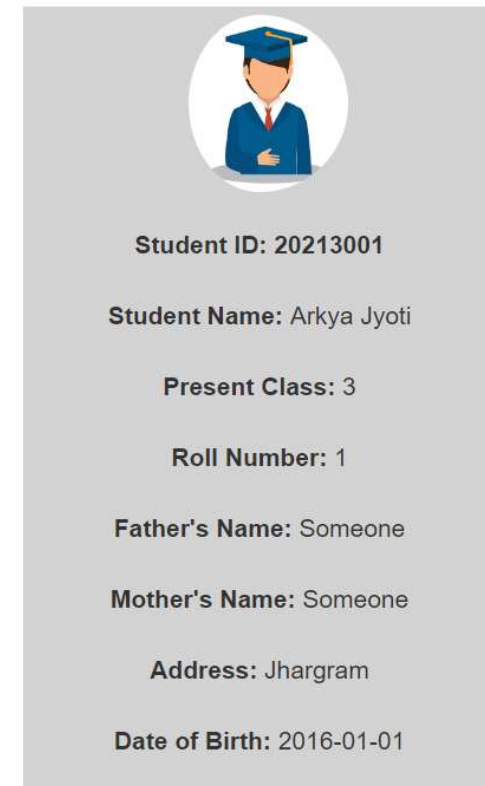 Student ID: 20213001
Student Name: Arkya Jyoti
Present Class: 3
Roll Number: 1
Father's Name: Someone
Mother's Name: Someone
Address: Jhargram
Date of Birth: 2016-01-01